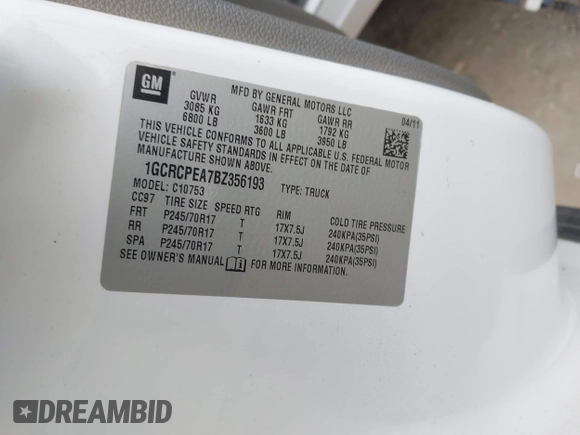 GM
MFD BY GENERAL MOTORS LLC
04/11
GVWR GAWR FRT GAWR RR
3085 KG 1633 KG 1792 KG
6800 LB 3600 LB 3950 LB
THIS VEHICLE CONFORMS TO ALL APPLICABLE U.S. FEDERAL MOTOR
VEHICLE SAFETY STANDARDS IN EFFECT ON THE DATE OF
MANUFACTURE SHOWN ABOVE.
1GCRCPEA7BZ356193 TYPE: TRUCK
MODEL: C10753
CC97 TIRE SIZE SPEED RTG RIM COLD TIRE PRESSURE
FRT P245/70R17 T 17X7.5J 240KPA(35PSI)
RR P245/70R17 T 17X7.5J 240KPA(35PSI)
SPA P245/70R17 T 17X7.5J 240KPA(35PSI)
SEE OWNER'S MANUAL FOR MORE INFORMATION.
DREAMBID